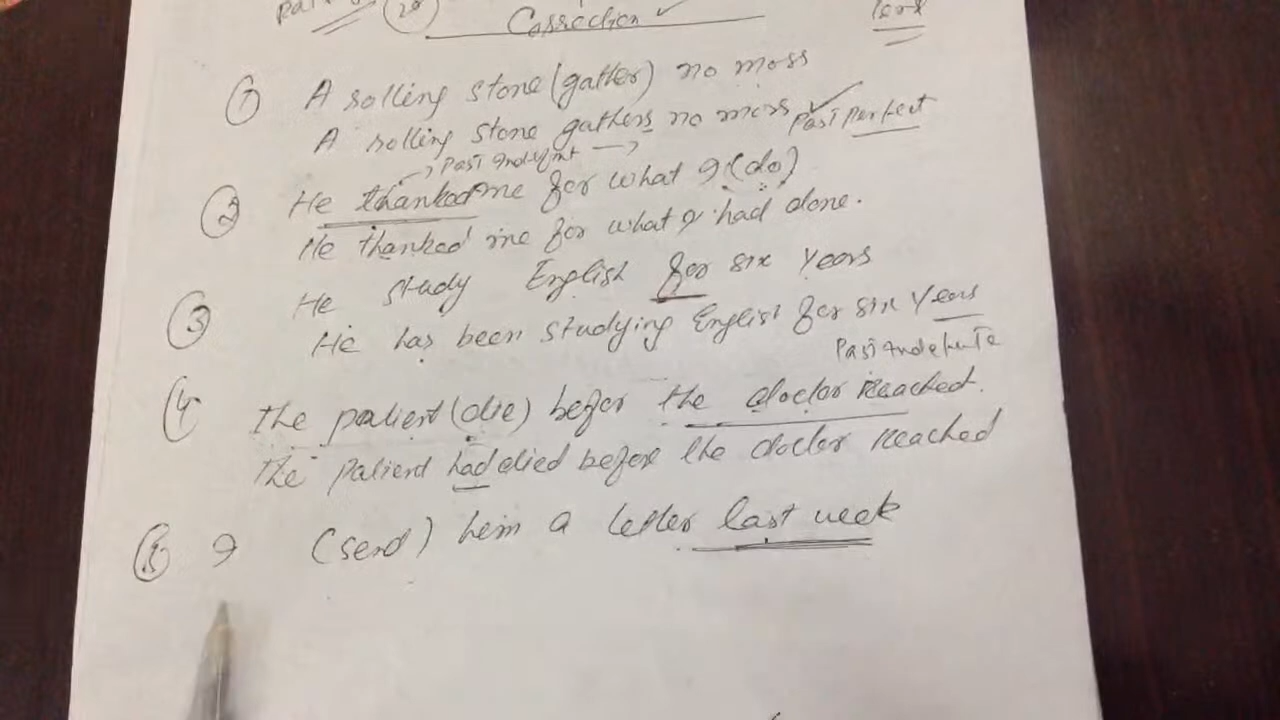 Correction
① A rolling stone (gather) no moss
A rolling stone gathers no moss Past Perfect
Past Indefint
② He thanked me for what I (do)
He thanked me for what I had done.
③ He study English for six years
He has been studying English for six years
Past Indefinite
④ The patient (die) befor the doctor Reached.
The patient had died before the doctor reached
⑤ I (send) him a letter last week